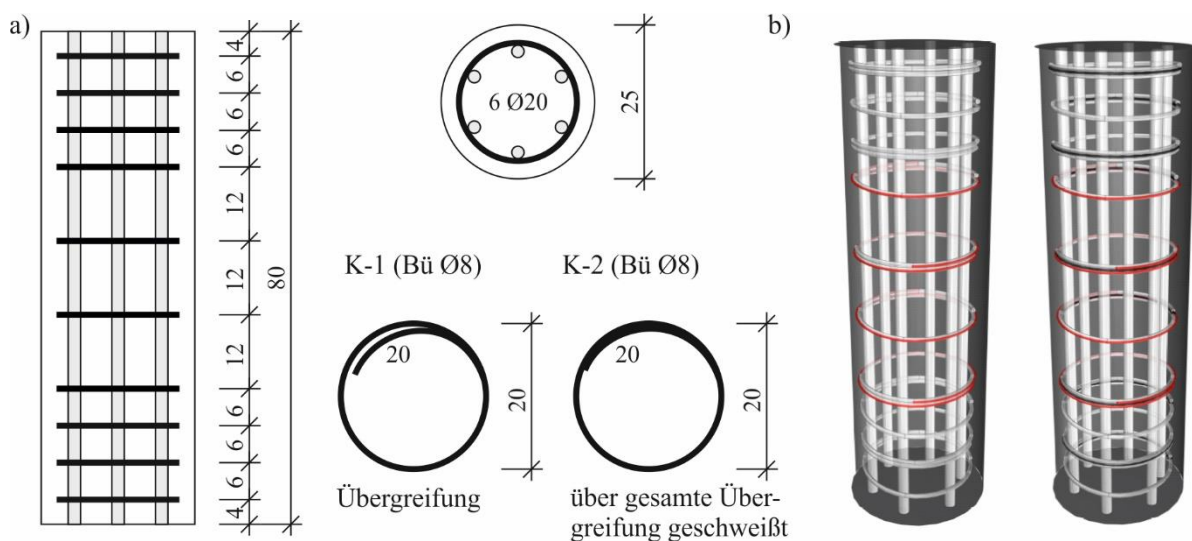 a)
4
6
6
6
12
12
12
6
6
6
4
80
6 Ø20
25
b)
K-1 (Bü Ø8)
20
20
Übergreifung
K-2 (Bü Ø8)
20
20
über gesamte Über-
greifung geschweißt